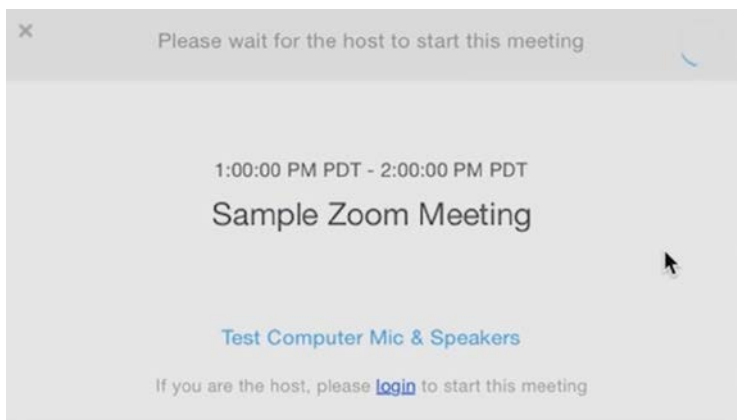 Please wait for the host to start this meeting
1:00:00 PM PDT - 2:00:00 PM PDT
Sample Zoom Meeting
Test Computer Mic & Speakers
If you are the host, please login to start this meeting